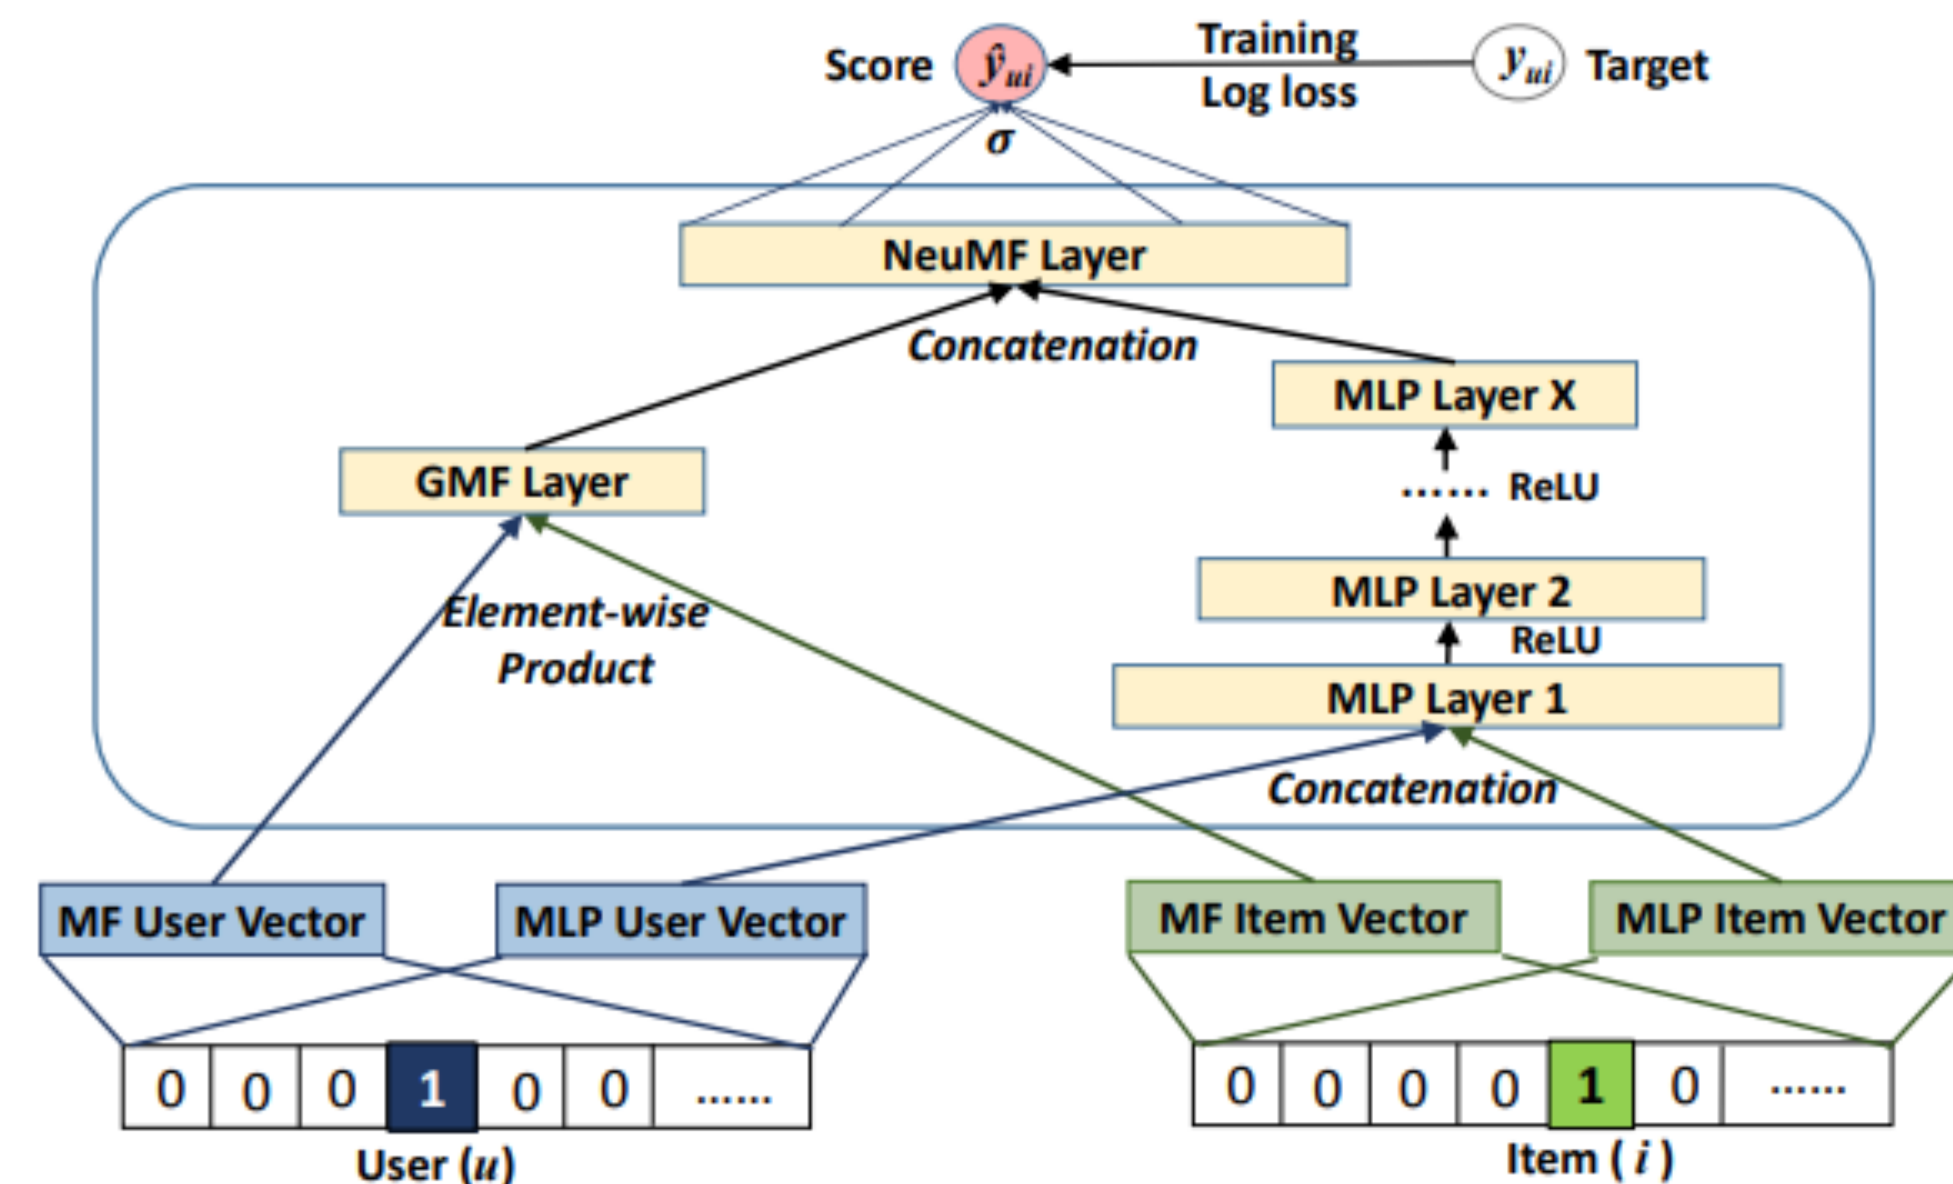 Score ŷui Training yui Target
Log loss
σ
NeuMF Layer
Concatenation
MLP Layer X
GMF Layer
...... ReLU
Element-wise
Product
MLP Layer 2
ReLU
MLP Layer 1
Concatenation
MF User Vector MLP User Vector MF Item Vector MLP Item Vector
0 0 0 1 0 0 ...... 0 0 0 0 1 0 ......
User (u) Item ( i )